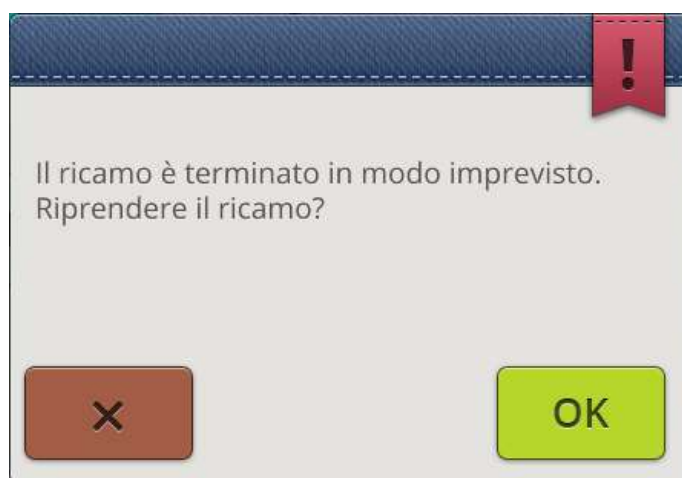 Il ricamo è terminato in modo imprevisto.
Riprendere il ricamo?
OK